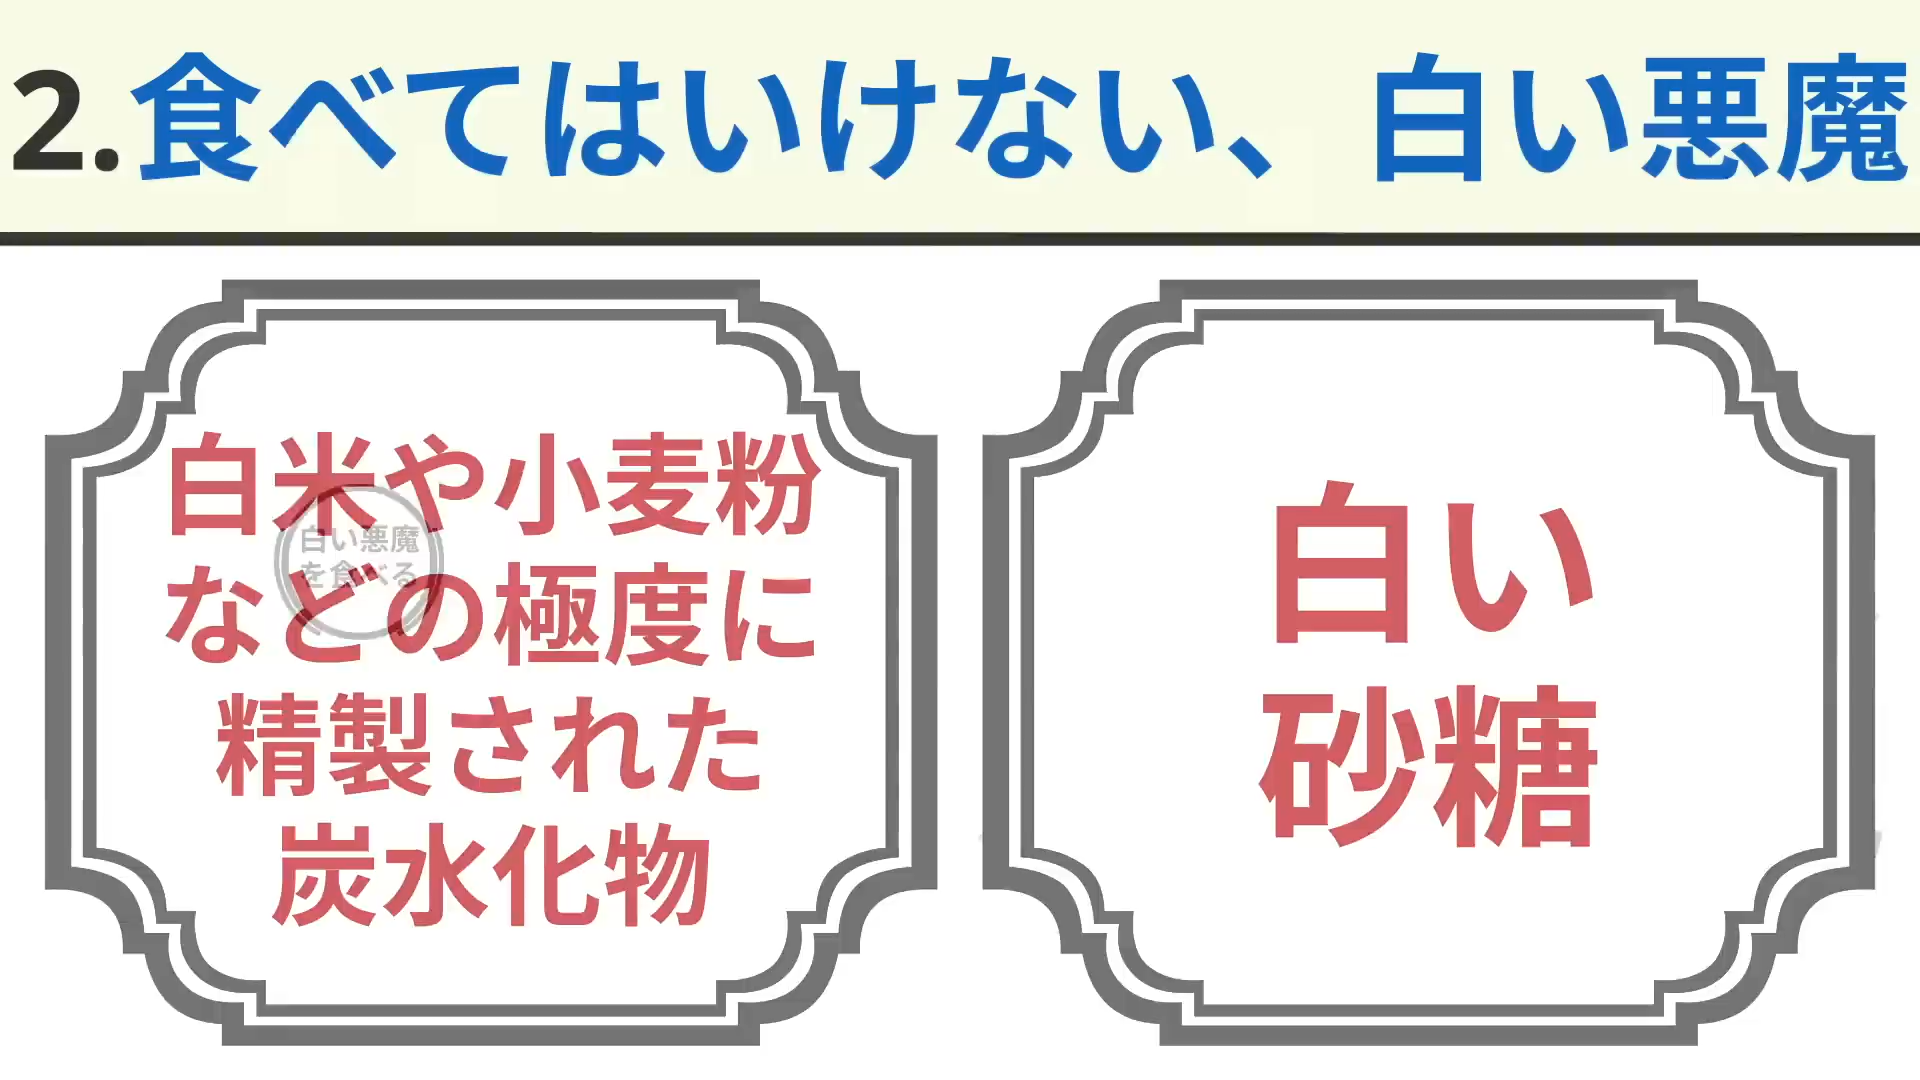 2.食べてはいけない、白い悪魔
白米や小麦粉
などの極度に
精製された
炭水化物
白い悪魔
を食べる
白い
砂糖